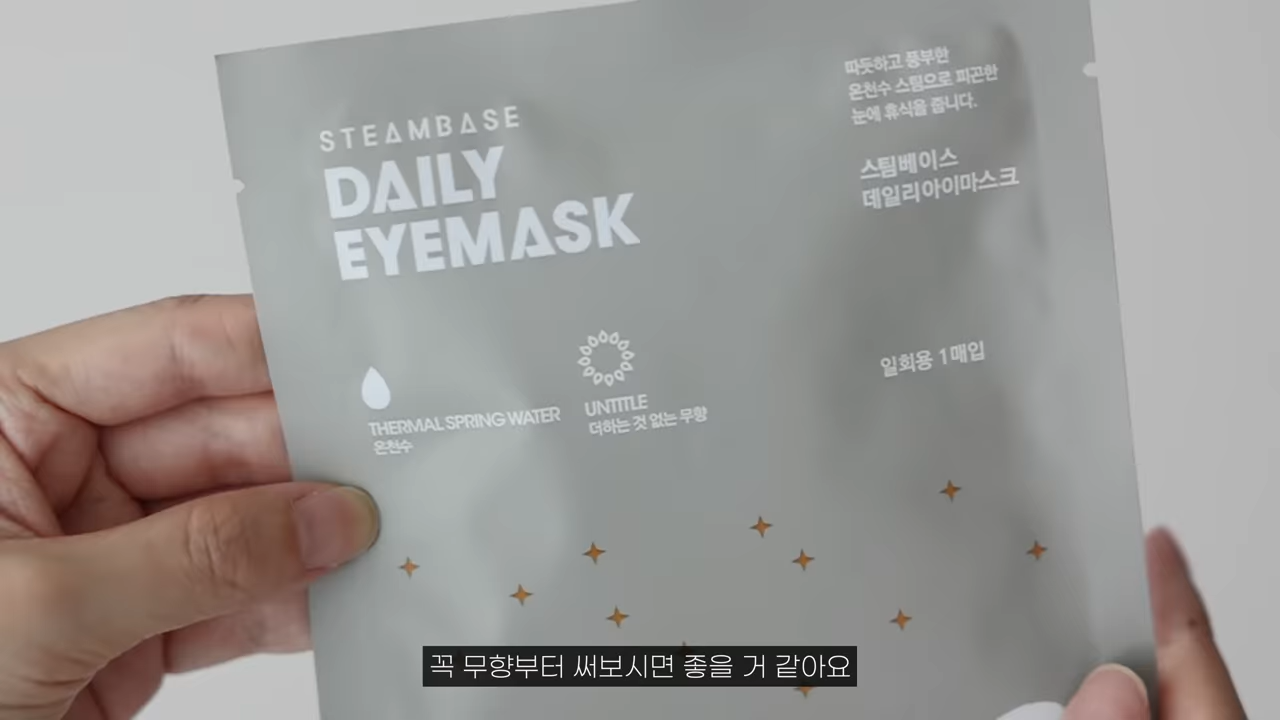 STEAMBASE
DAILY
EYEMASK
따듯하고 풍부한
온천수 스팀으로 피곤한
눈에 휴식을 줍니다.
스팀베이스
데일리아이마스크
일회용 1매입
THERMAL SPRING WATER
온천수
UNTITLE
더하는 것 없는 무향
꼭 무향부터 써보시면 좋을 거 같아요